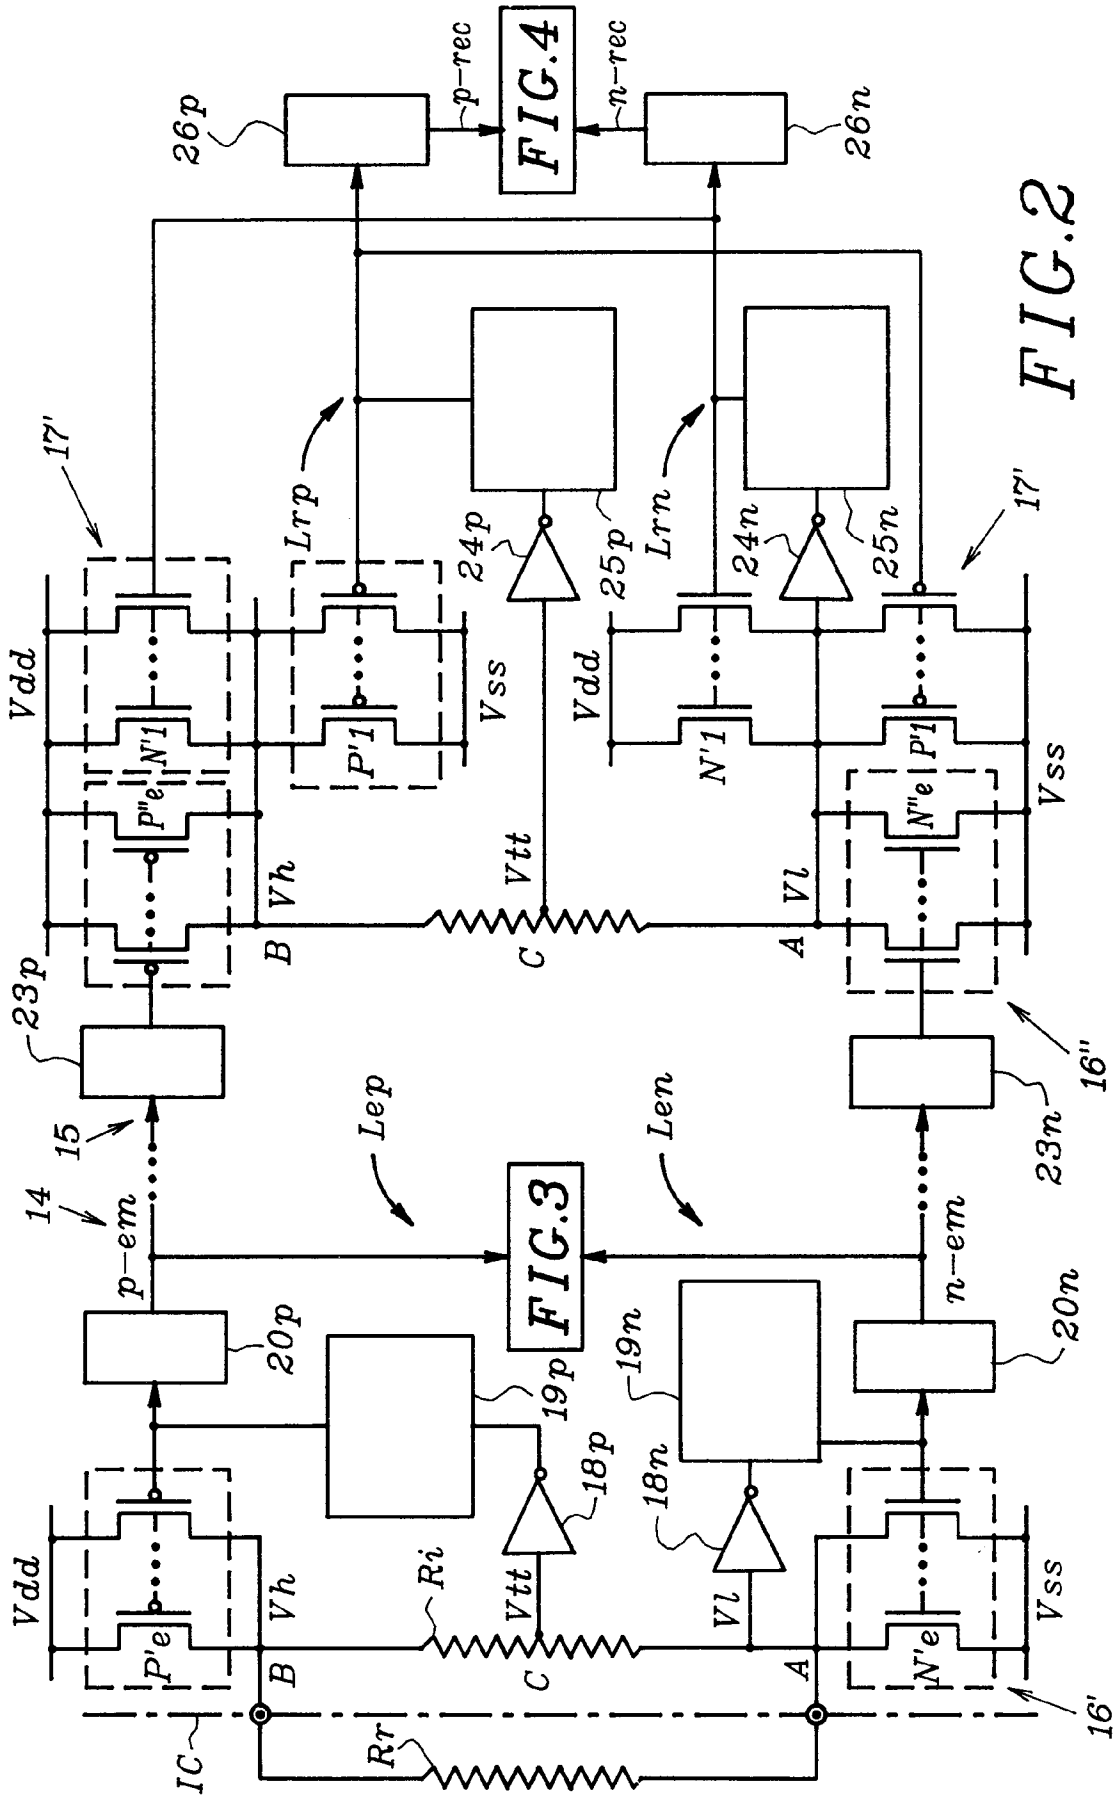 26p
p-rec
FIG.4
n-rec
26n
17'
Lrp
24p
25p
Lrn
24n
25n
17'
FIG.2
Vdd
N'1
P'1
Vss
Vdd
N'1
P'1
Vss
P"e
Vh
B
Vtt
C
Vl
A
N"e
16"
23p
15
14
p-em
Lep
Len
FIG.3
n-em
23n
20p
19p
18p
19n
18n
20n
Vdd
P'e
Vh
B
Ri
Vtt
C
Vl
A
N'e
Vss
16'
IC
Rr